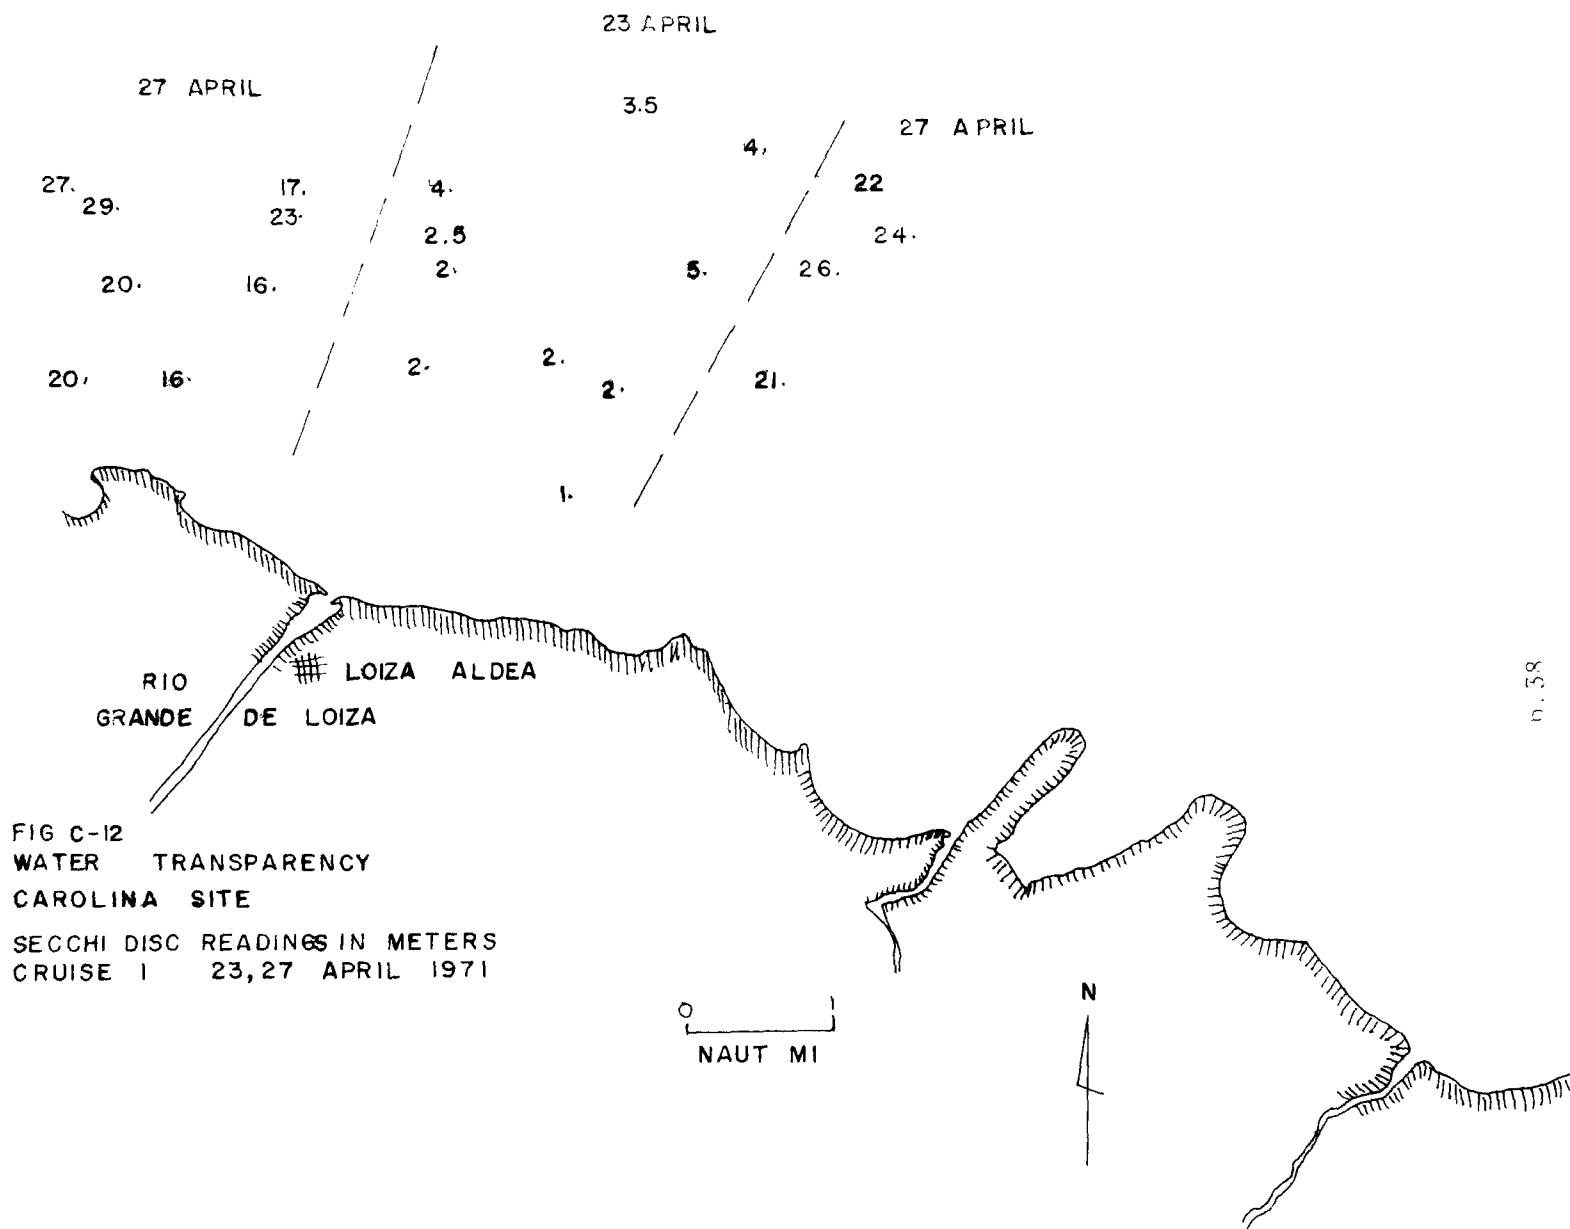 23 APRIL
27 APRIL
3.5
27 APRIL
4.
27.
17.
4.
22
29.
23.
2.5
24.
2.
5.
26.
20.
16.
2.
2.
20.
16.
2.
21.
1.
RIO
GRANDE DE LOIZA
LOIZA ALDEA
p.38
FIG C-12
WATER TRANSPARENCY
CAROLINA SITE
SECCHI DISC READINGS IN METERS
CRUISE 1 23,27 APRIL 1971
0 1
NAUT MI
N